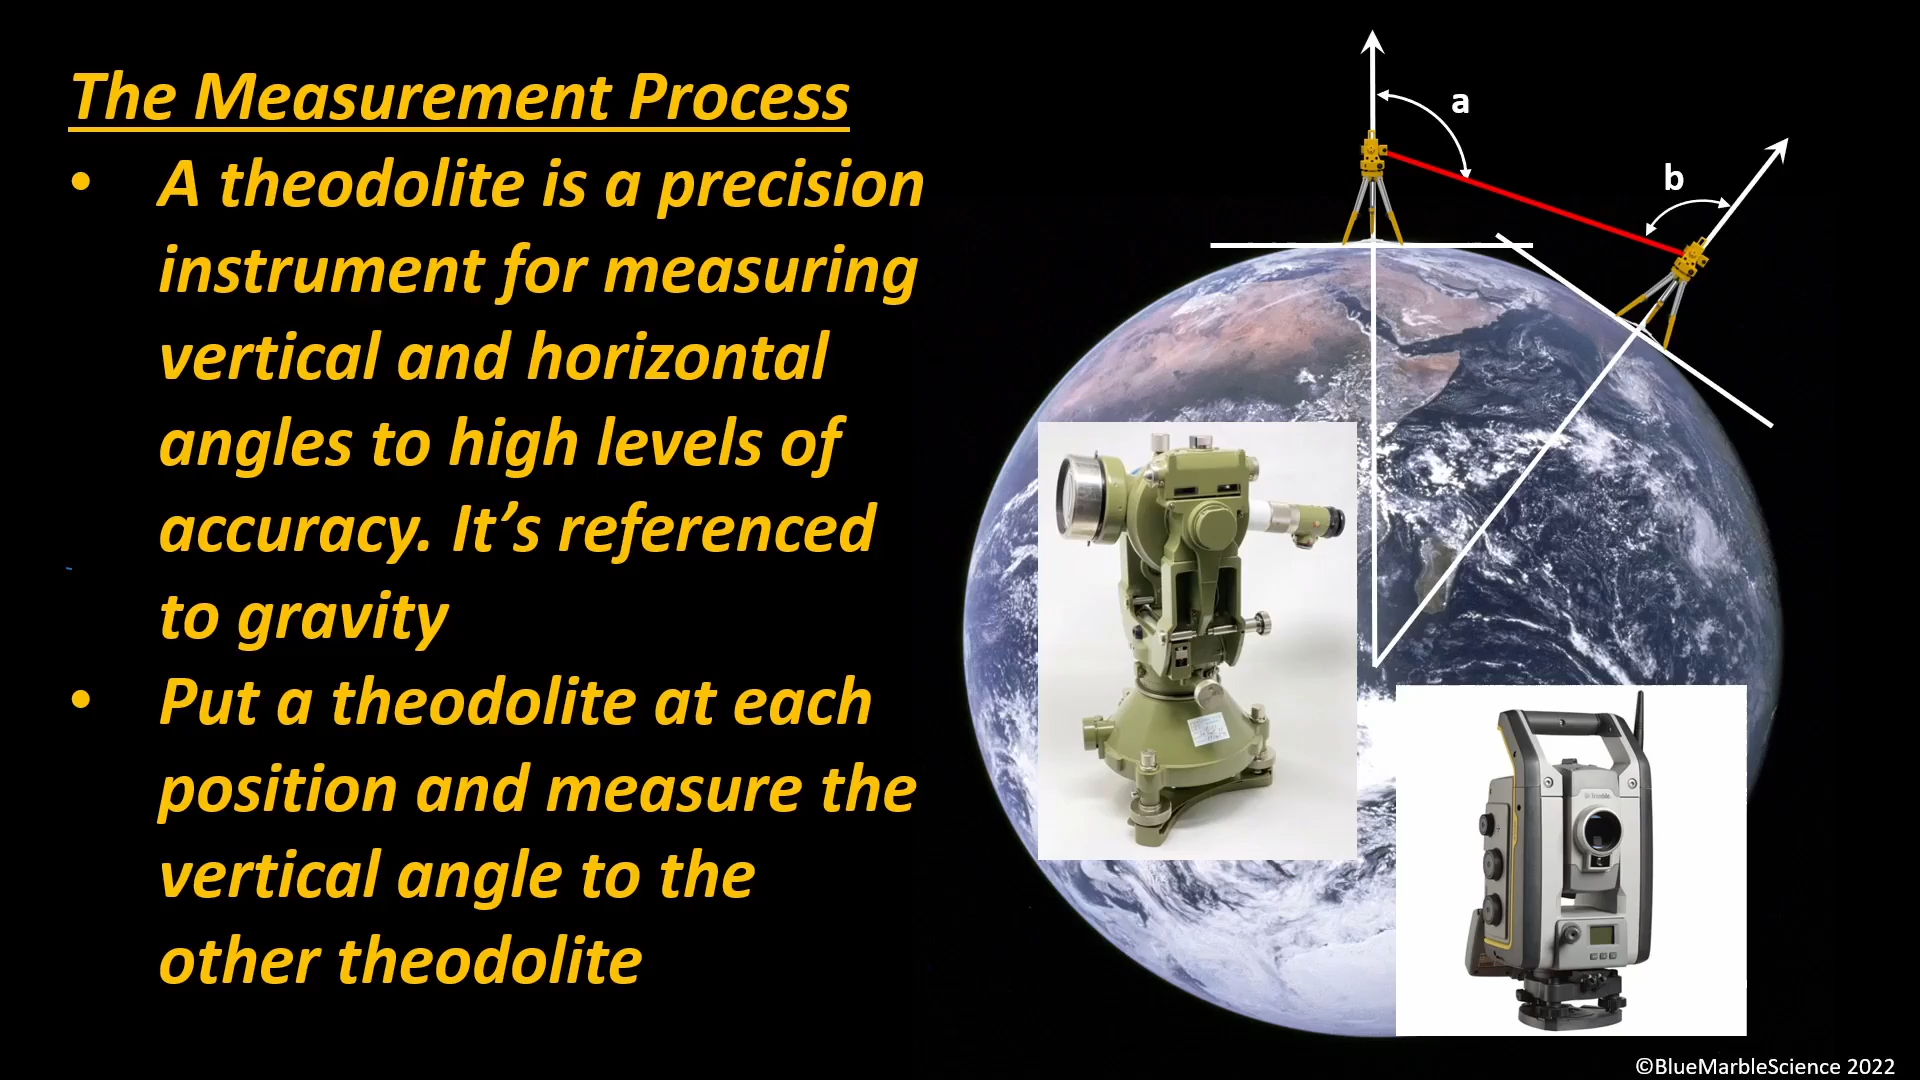 The Measurement Process
• A theodolite is a precision
instrument for measuring
vertical and horizontal
angles to high levels of
accuracy. It’s referenced
to gravity
• Put a theodolite at each
position and measure the
vertical angle to the
other theodolite
a
b
Trimble
©BlueMarbleScience 2022